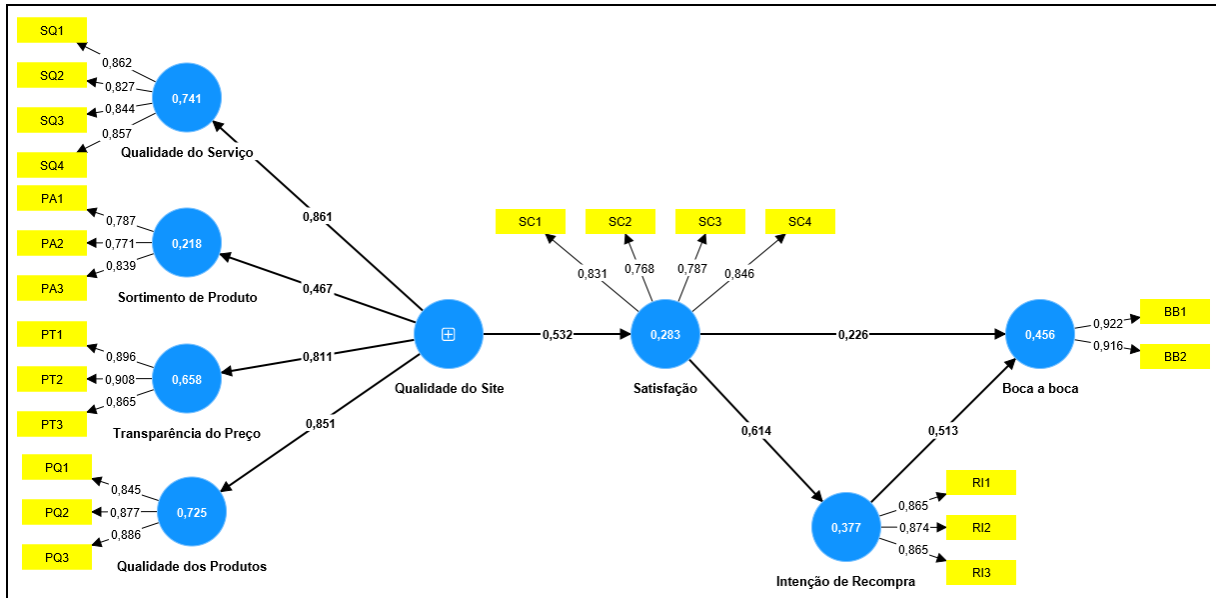 SQ1
0,862
SQ2
0,827
SQ3
0,844
SQ4
0,857
0,741
Qualidade do Serviço
PA1
0,787
PA2
0,771
PA3
0,839
0,218
Sortimento de Produto
PT1
0,896
PT2
0,908
PT3
0,865
0,658
Transparência do Preço
PQ1
0,845
PQ2
0,877
PQ3
0,886
0,725
Qualidade dos Produtos
0,861
0,467
0,811
0,851
Qualidade do Site
0,532
SC1
SC2
SC3
SC4
0,831
0,768
0,787
0,846
0,283
Satisfação
0,226
0,614
0,513
0,456
Boca a boca
0,922
BB1
0,916
BB2
0,377
Intenção de Recompra
0,865
RI1
0,874
RI2
0,865
RI3